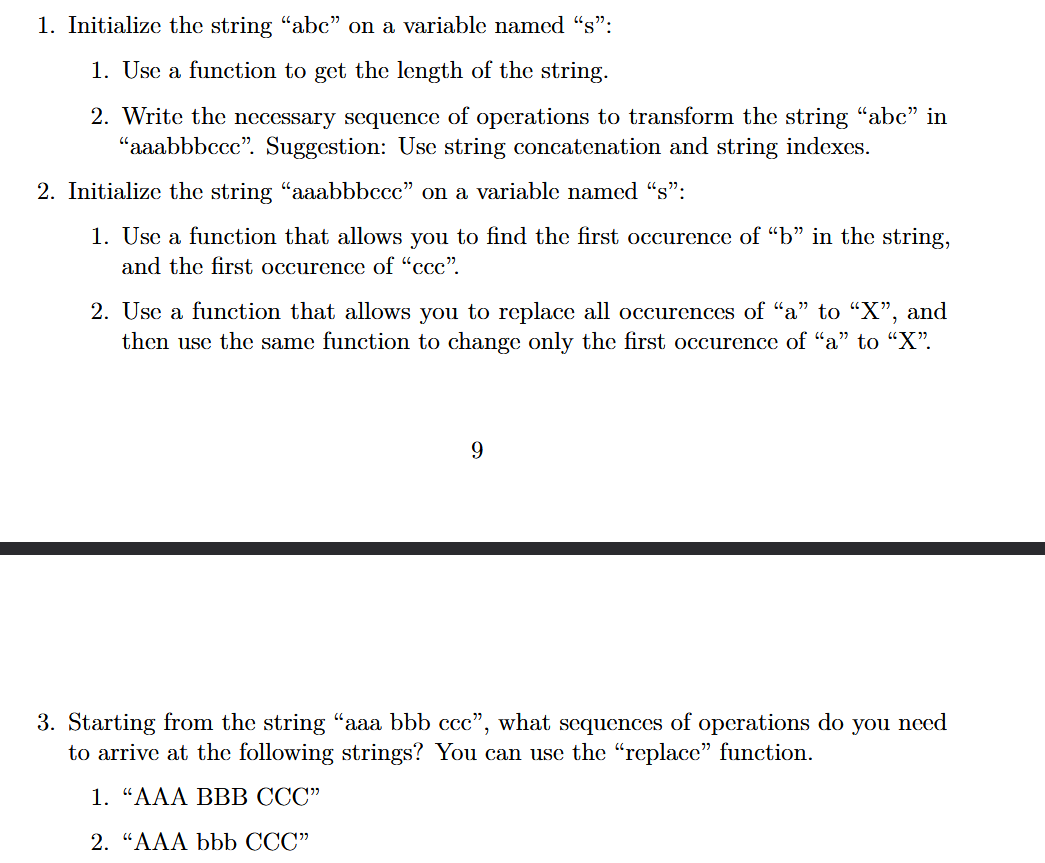 1. Initialize the string “abc” on a variable named “s”:
1. Use a function to get the length of the string.
2. Write the necessary sequence of operations to transform the string “abc” in
“aaabbbccc”. Suggestion: Use string concatenation and string indexes.
2. Initialize the string “aaabbbccc” on a variable named “s”:
1. Use a function that allows you to find the first occurence of “b” in the string,
and the first occurence of “ccc”.
2. Use a function that allows you to replace all occurences of “a” to “X”, and
then use the same function to change only the first occurence of “a” to “X”.
9
3. Starting from the string “aaa bbb ccc”, what sequences of operations do you need
to arrive at the following strings? You can use the “replace” function.
1. “AAA BBB CCC”
2. “AAA bbb CCC”